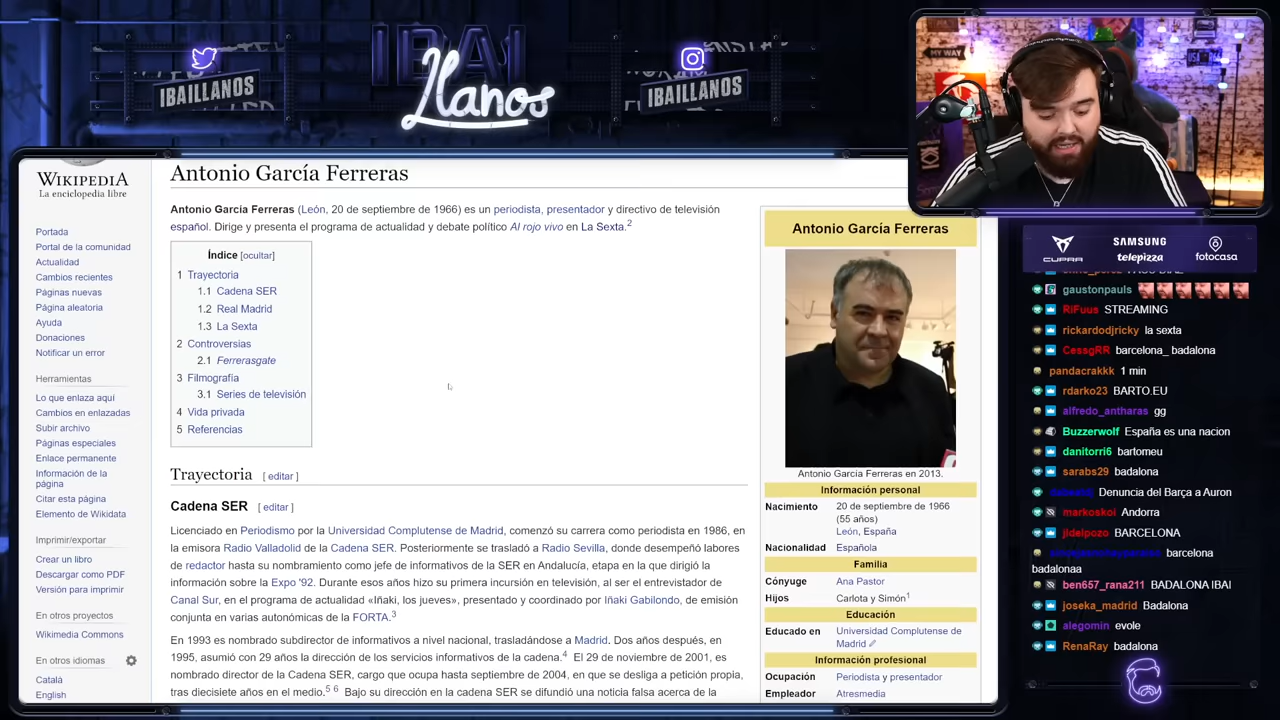 IBAI
Llanos
IBAILLANOS
IBAILLANOS
MY WAY
CUPRA
SAMSUNG
telepizza
fotocasa
WIKIPEDIA
La enciclopedia libre
Portada
Portal de la comunidad
Actualidad
Cambios recientes
Páginas nuevas
Página aleatoria
Ayuda
Donaciones
Notificar un error
Herramientas
Lo que enlaza aquí
Cambios en enlazadas
Subir archivo
Páginas especiales
Enlace permanente
Información de la
página
Citar esta página
Elemento de Wikidata
Imprimir/exportar
Crear un libro
Descargar como PDF
Versión para imprimir
En otros proyectos
Wikimedia Commons
En otros idiomas
Català
English
Antonio García Ferreras
Antonio García Ferreras (León, 20 de septiembre de 1966) es un periodista, presentador y directivo de televisión
español. Dirige y presenta el programa de actualidad y debate político Al rojo vivo en La Sexta.2
Índice [ocultar]
1 Trayectoria
1.1 Cadena SER
1.2 Real Madrid
1.3 La Sexta
2 Controversias
2.1 Ferrerasgate
3 Filmografía
3.1 Series de televisión
4 Vida privada
5 Referencias
Trayectoria [ editar ]
Cadena SER [ editar ]
Licenciado en Periodismo por la Universidad Complutense de Madrid, comenzó su carrera como periodista en 1986, en
la emisora Radio Valladolid de la Cadena SER. Posteriormente se trasladó a Radio Sevilla, donde desempeñó labores
de redactor hasta su nombramiento como jefe de informativos de la SER en Andalucía, etapa en la que dirigió la
información sobre la Expo '92. Durante esos años hizo su primera incursión en televisión, al ser el entrevistador de
Canal Sur, en el programa de actualidad «Iñaki, los jueves», presentado y coordinado por Iñaki Gabilondo, de emisión
conjunta en varias autonómicas de la FORTA.3
En 1993 es nombrado subdirector de informativos a nivel nacional, trasladándose a Madrid. Dos años después, en
1995, asumió con 29 años la dirección de los servicios informativos de la cadena.4 El 29 de noviembre de 2001, es
nombrado director de la Cadena SER, cargo que ocupa hasta septiembre de 2004, en que se desliga a petición propia,
tras diecisiete años en el medio.5 6 Bajo su dirección en la cadena SER se difundió una noticia falsa acerca de la
Antonio García Ferreras
Antonio García Ferreras en 2013.
Información personal
Nacimiento 20 de septiembre de 1966
(55 años)
León, España
Nacionalidad Española
Familia
Cónyuge Ana Pastor
Hijos Carlota y Simón1
Educación
Educado en Universidad Complutense de
Madrid
Información profesional
Ocupación Periodista y presentador
Empleador Atresmedia
gaustonpauls
RiFuus STREAMING
rickardodjricky la sexta
CessgRR barcelona_ badalona
pandacrakkk 1 min
rdarko23 BARTO.EU
alfredo_antharas gg
Buzzerwolf España es una nacion
danitorri6 bartomeu
sarabs29 badalona
Denuncia del Barça a Auron
markoskoi Andorra
jldelpozo BARCELONA
barcelona
badalonaa
ben657_rana211 BADALONA IBAI
joseka_madrid Badalona
alegomin evole
RenaRay badalona